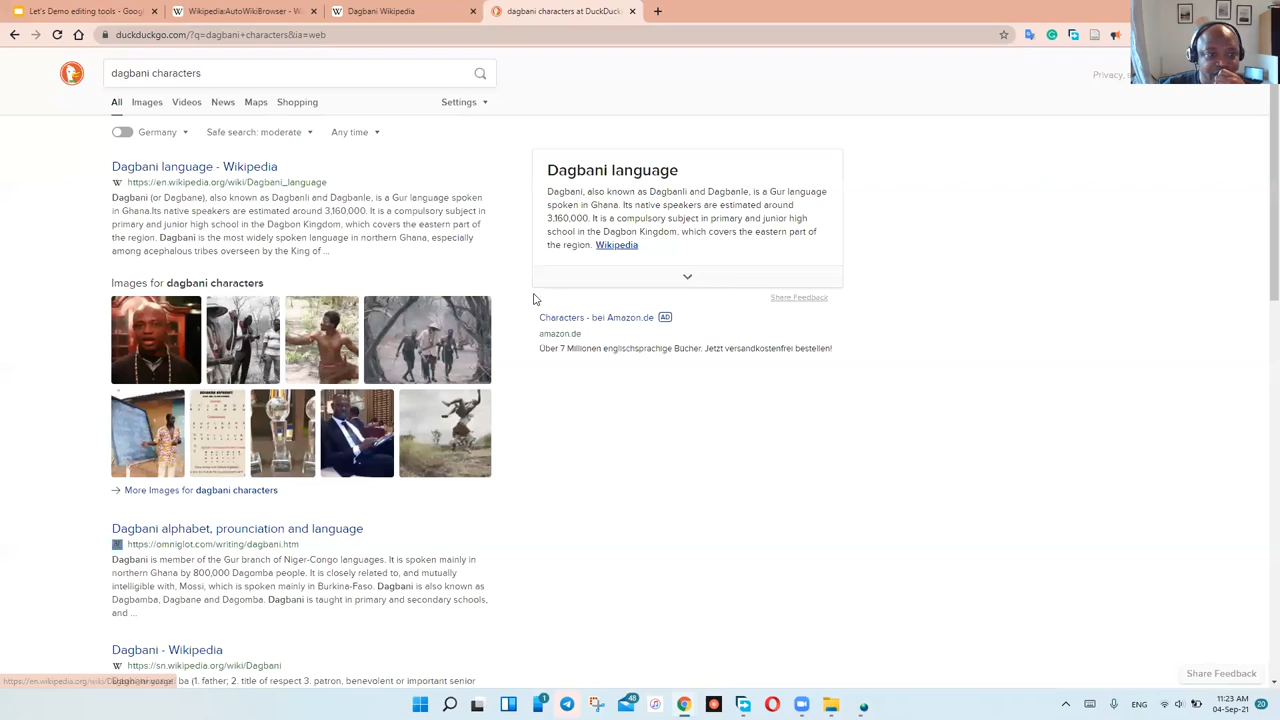 Let's Demo editing tools - Goog
Wikipedia:AutoWikiBrowser - Wi
Dagbani Wikipedia
dagbani characters at DuckDuck
duckduckgo.com/?q=dagbani+characters&ia=web
dagbani characters
Privacy,
All Images Videos News Maps Shopping Settings
Germany Safe search: moderate Any time
Dagbani language - Wikipedia
https://en.wikipedia.org/wiki/Dagbani_language
Dagbani (or Dagbane), also known as Dagbanli and Dagbanle, is a Gur language spoken
in Ghana.Its native speakers are estimated around 3,160,000. It is a compulsory subject in
primary and junior high school in the Dagbon Kingdom, which covers the eastern part of
the region. Dagbani is the most widely spoken language in northern Ghana, especially
among acephalous tribes overseen by the King of ...
Images for dagbani characters
More Images for dagbani characters
Dagbani alphabet, prounciation and language
https://omniglot.com/writing/dagbani.htm
Dagbani is member of the Gur branch of Niger-Congo languages. It is spoken mainly in
northern Ghana by 800,000 Dagomba people. It is closely related to, and mutually
intelligible with, Mossi, which is spoken mainly in Burkina-Faso. Dagbani is also known as
Dagbamba, Dagbane and Dagomba. Dagbani is taught in primary and secondary schools,
and ...
Dagbani - Wikipedia
https://sn.wikipedia.org/wiki/Dagbani
ba (1. father; 2. title of respect 3. patron, benevolent or important senior
Dagbani language
Dagbani, also known as Dagbanli and Dagbanle, is a Gur language
spoken in Ghana. Its native speakers are estimated around
3,160,000. It is a compulsory subject in primary and junior high
school in the Dagbon Kingdom, which covers the eastern part of
the region. Wikipedia
Share Feedback
Characters - bei Amazon.de AD
amazon.de
Über 7 Millionen englischsprachige Bücher. Jetzt versandkostenfrei bestellen!
Share Feedback
1
48
ENG
11:23 AM
04-Sep-21
20